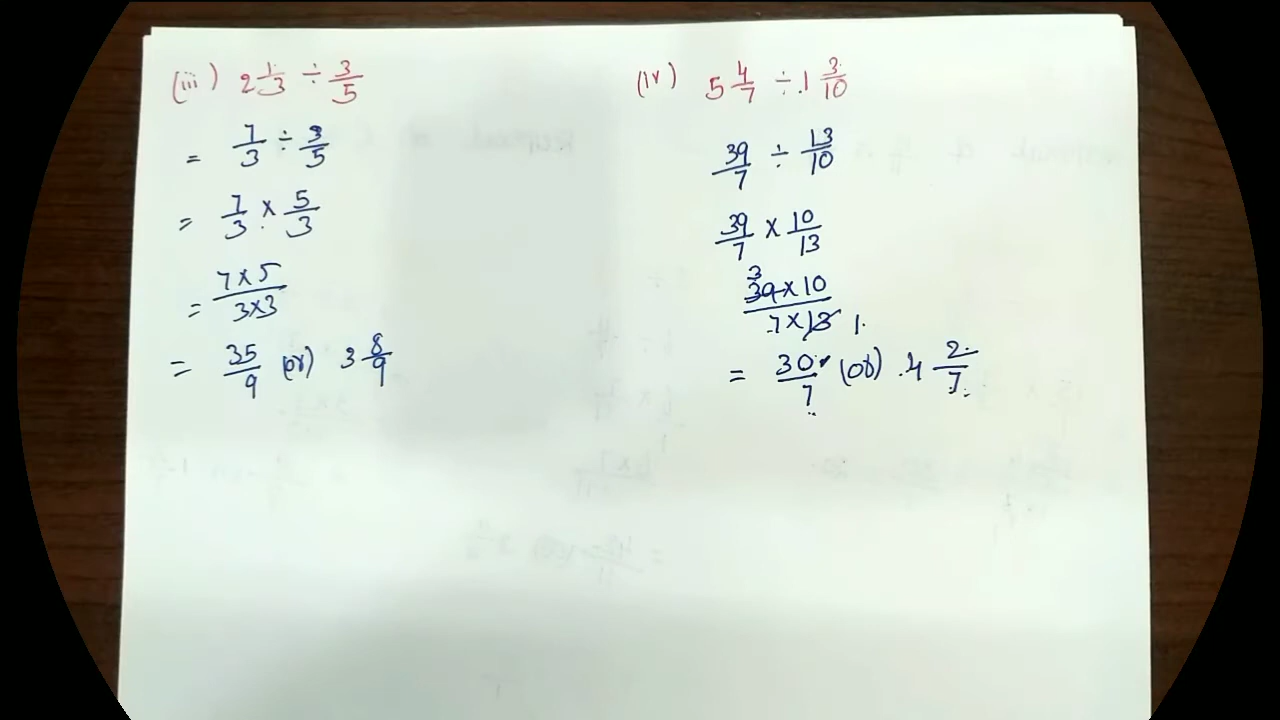 (iii) 2 1/3 ÷ 3/5
= 7/3 ÷ 3/5
= 7/3 × 5/3
= 7×5/3×3
= 35/9 (or) 3 8/9
(iv) 5 4/7 ÷ 1 3/10
39/7 ÷ 13/10
39/7 × 10/13
3
39×10/7×13 1
= 30/7 (or) 4 2/7